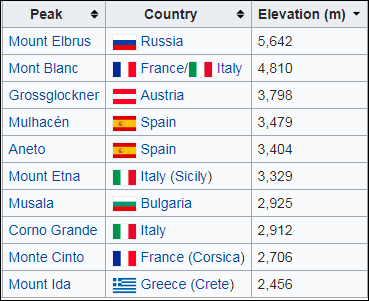 Peak Country Elevation (m)
Mount Elbrus Russia 5,642
Mont Blanc France/ Italy 4,810
Grossglockner Austria 3,798
Mulhacén Spain 3,479
Aneto Spain 3,404
Mount Etna Italy (Sicily) 3,329
Musala Bulgaria 2,925
Corno Grande Italy 2,912
Monte Cinto France (Corsica) 2,706
Mount Ida Greece (Crete) 2,456